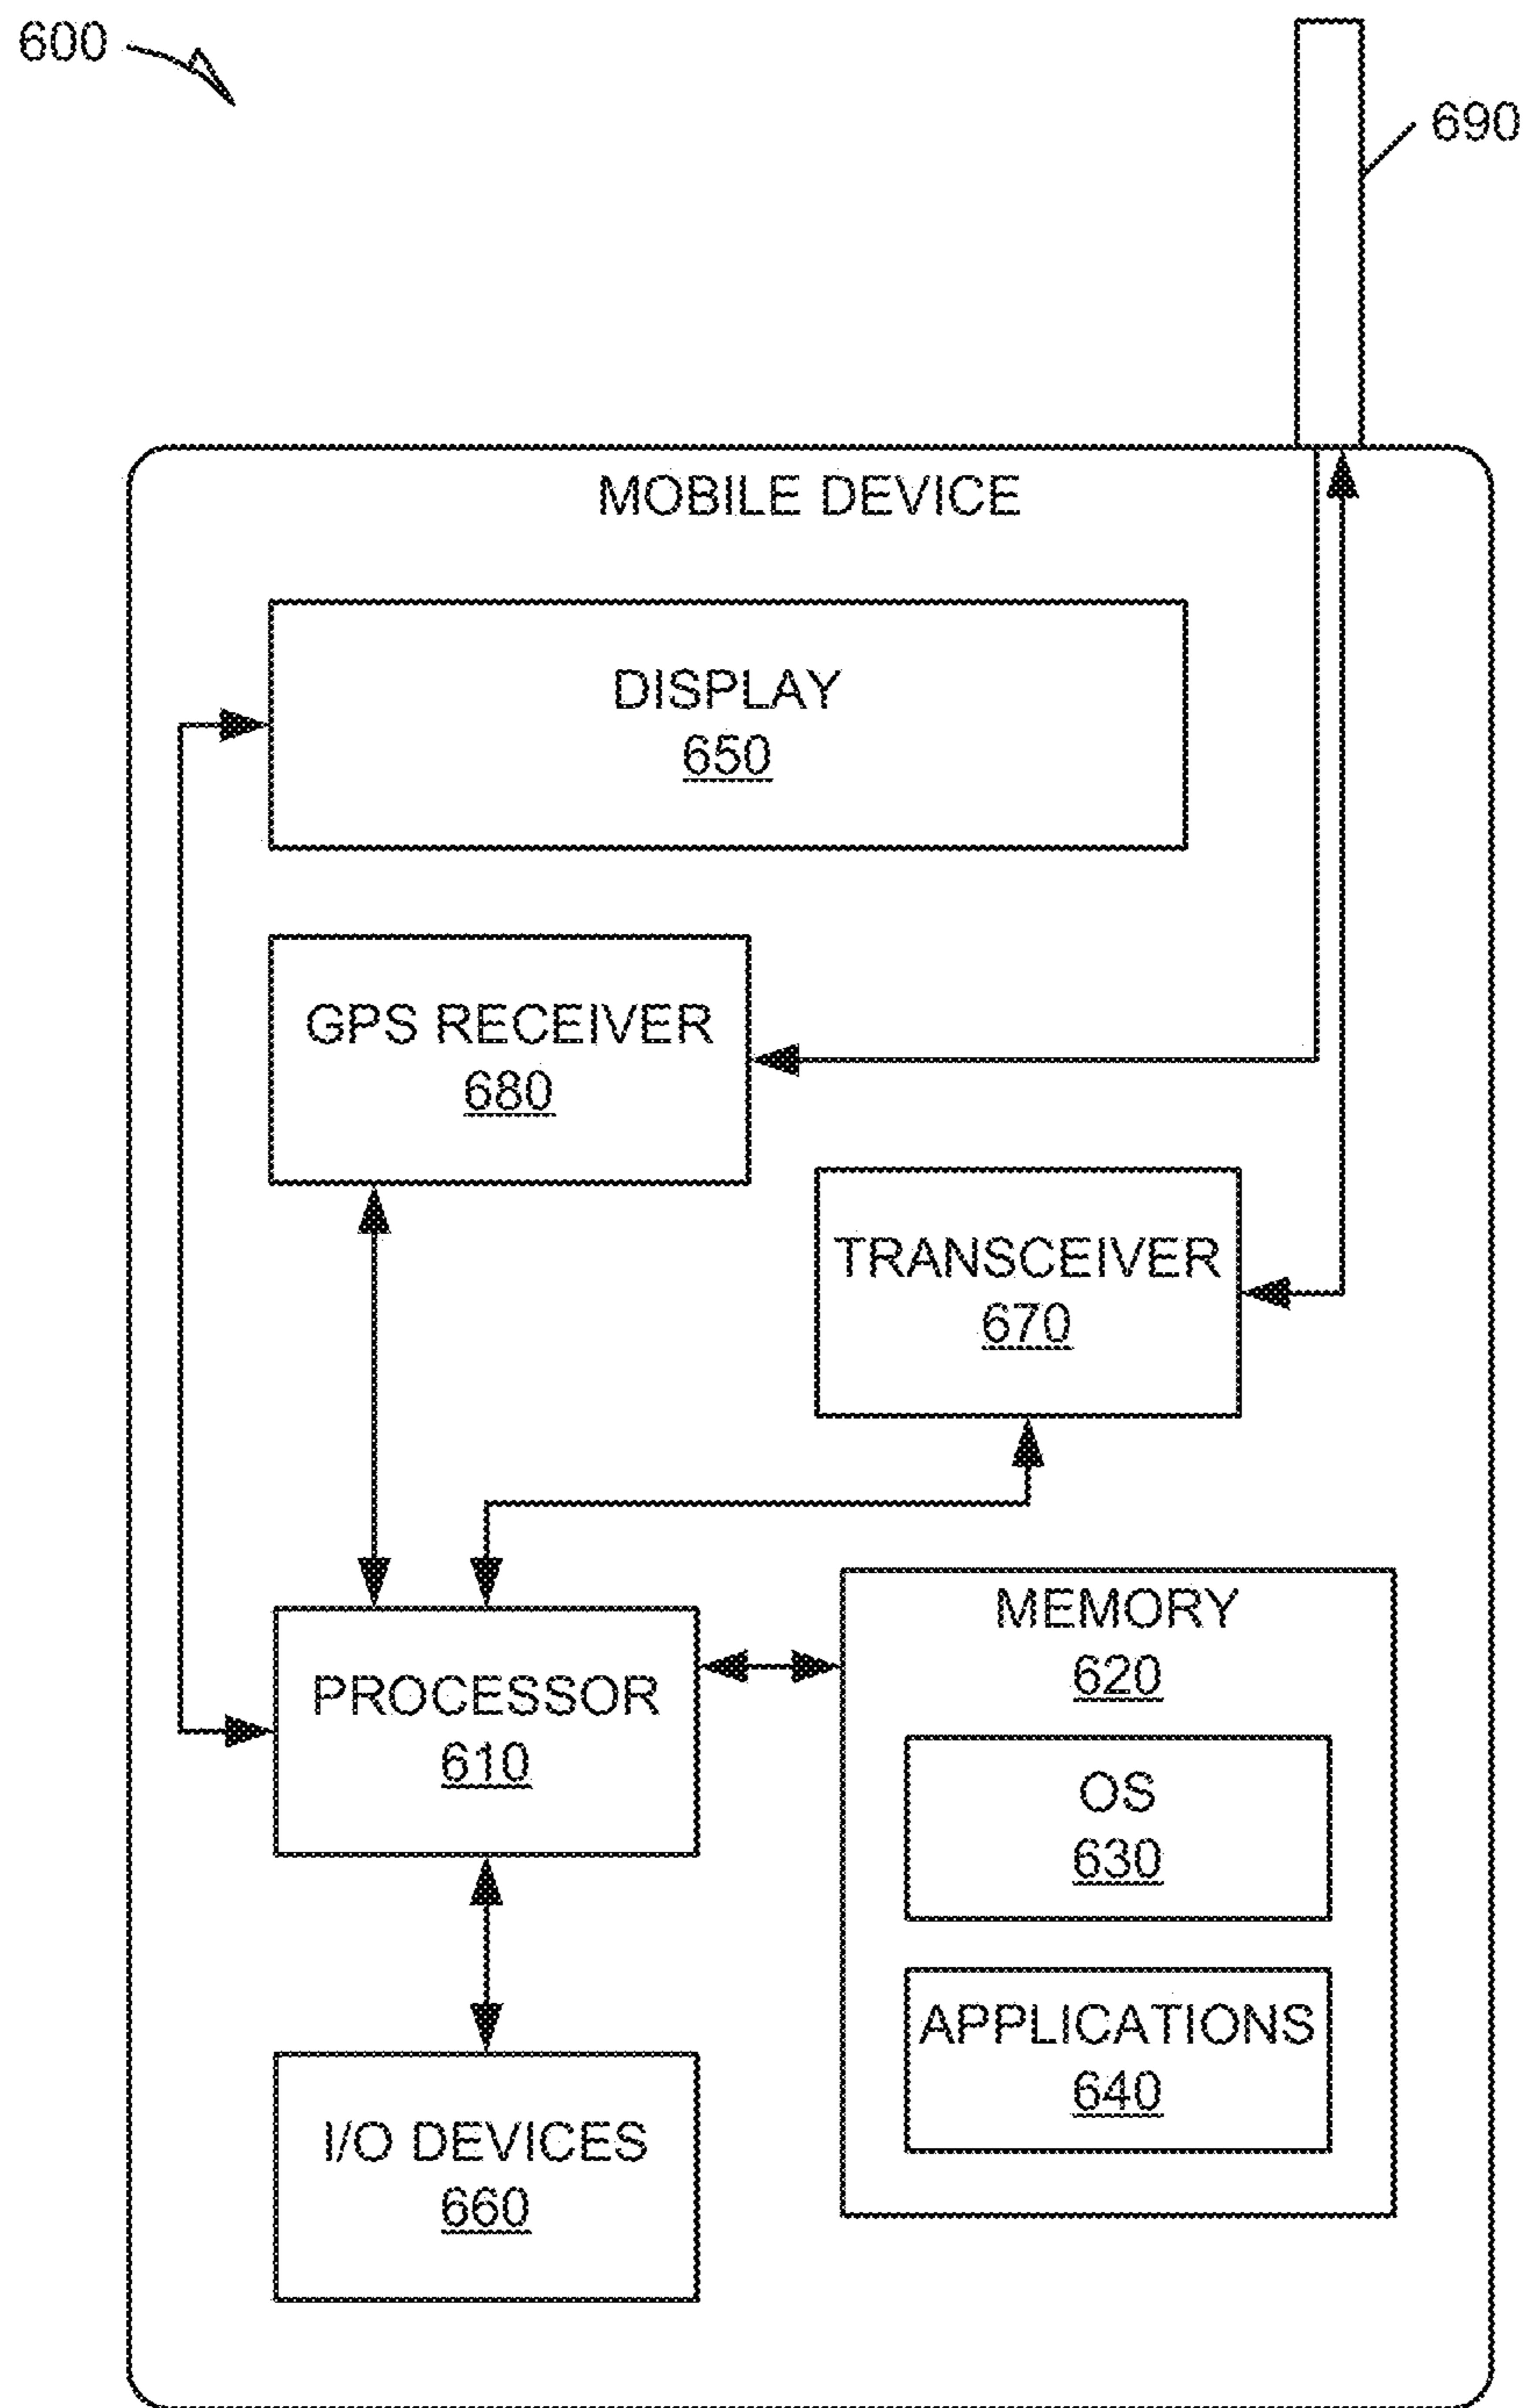 600
690
MOBILE DEVICE
DISPLAY
650
GPS RECEIVER
680
TRANSCEIVER
670
PROCESSOR
610
MEMORY
620
OS
630
APPLICATIONS
640
I/O DEVICES
660